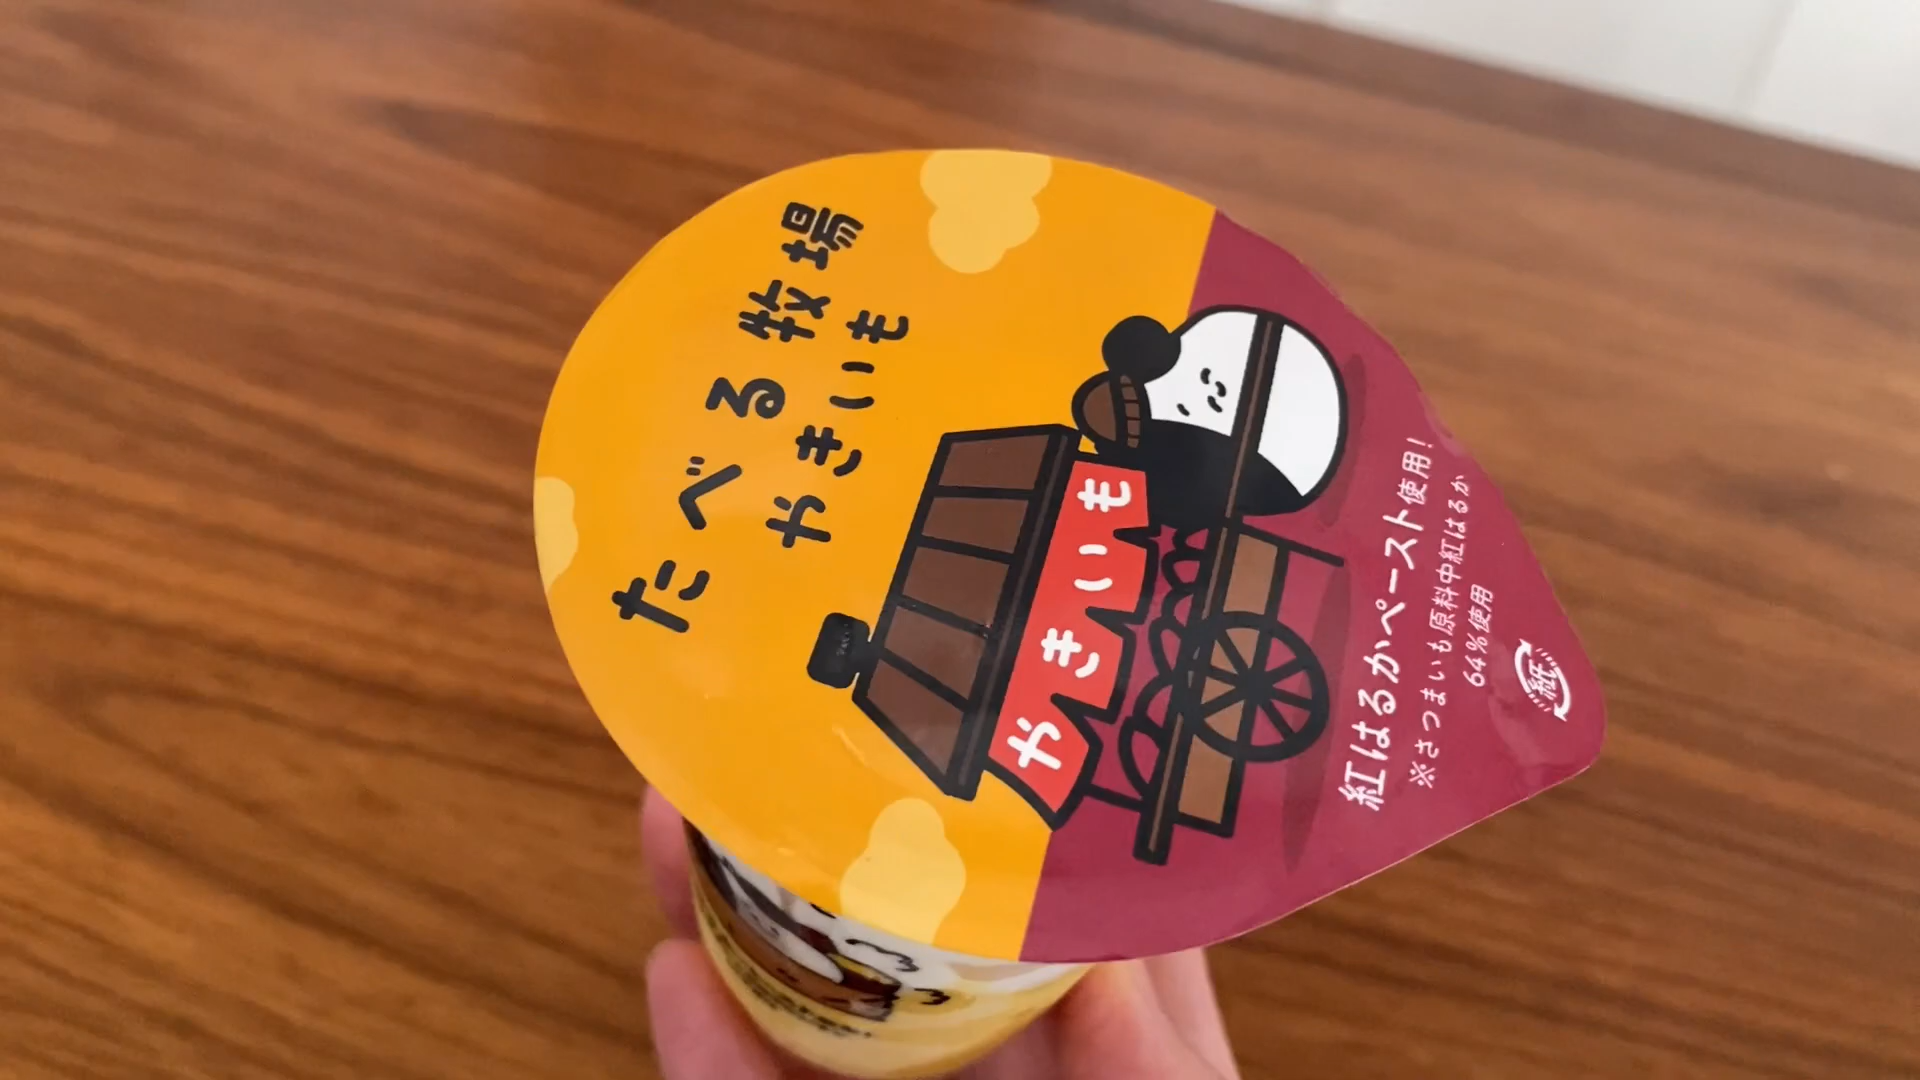 たべる牧場
やきいも
やきいも
紅はるかペースト使用!
※さつまいも原料中紅はるか
64%使用
紙